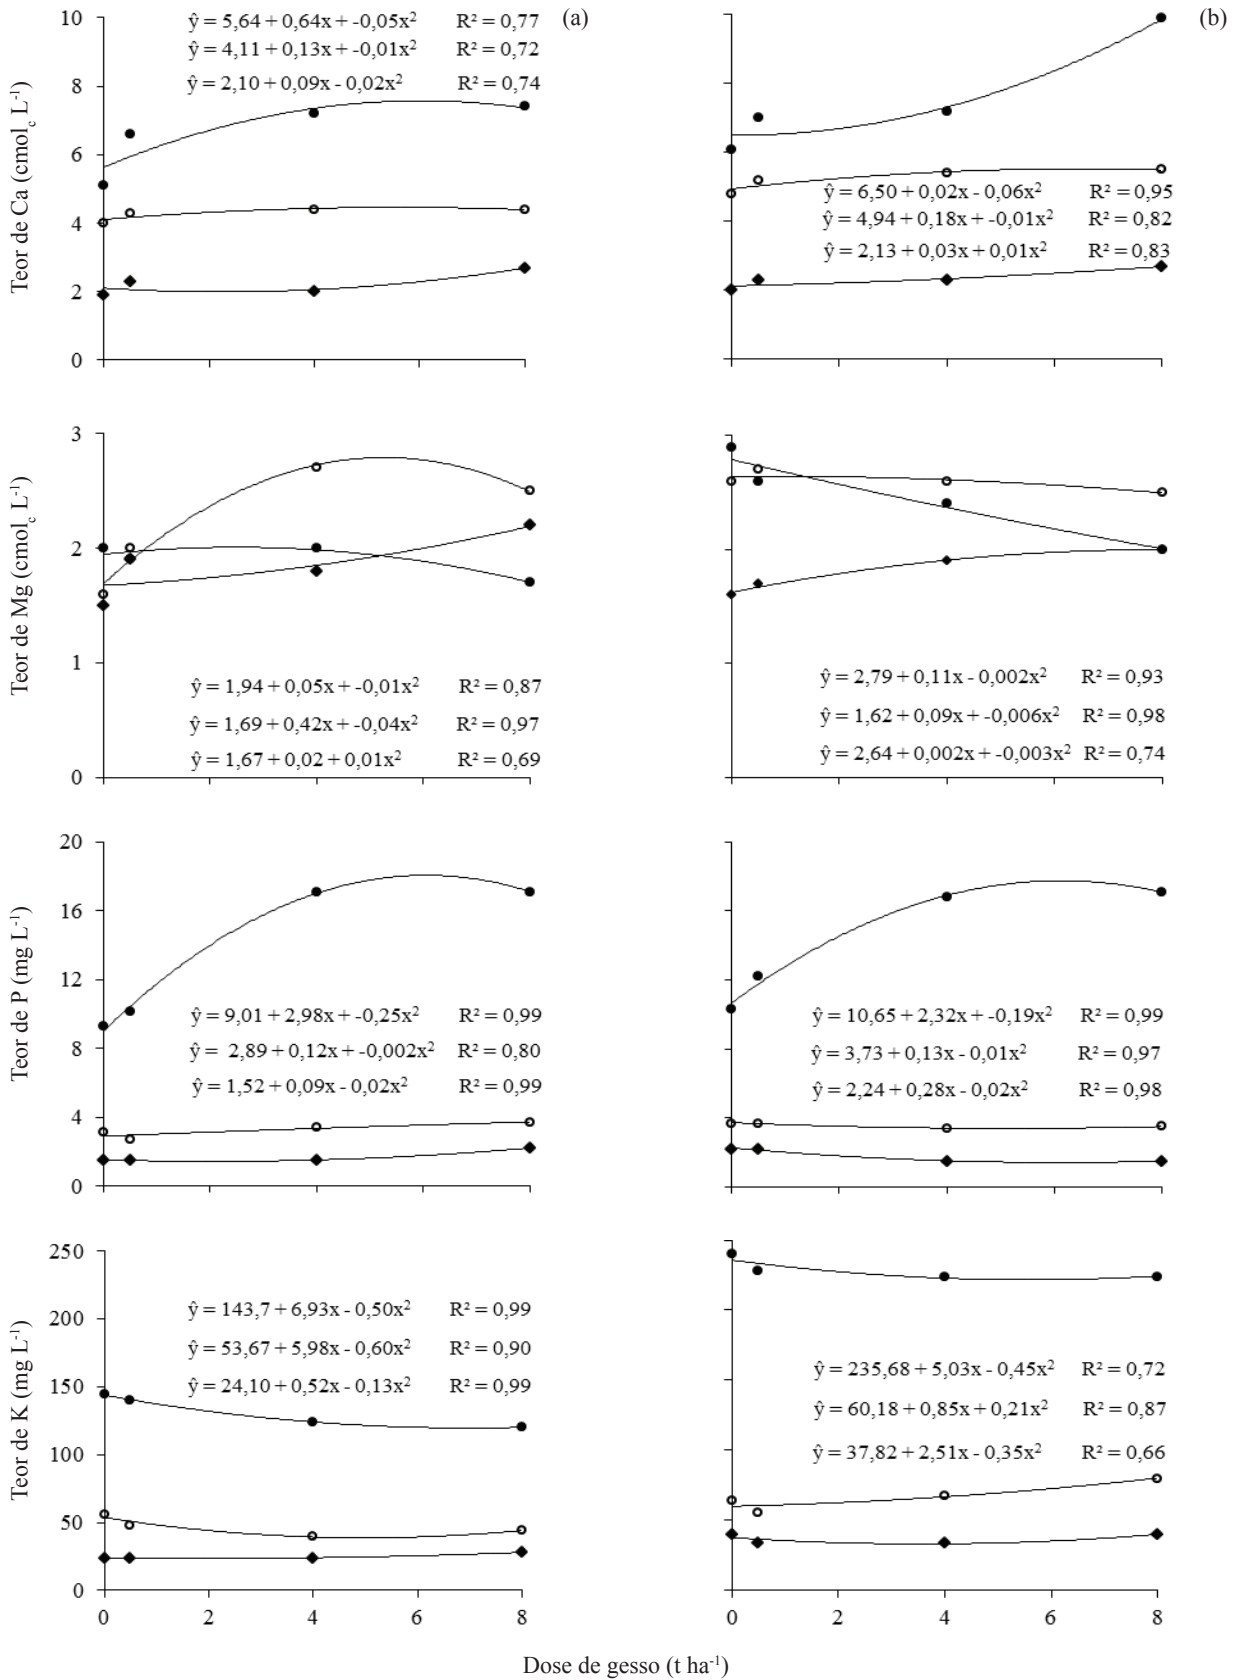 (a)
Teor de Ca (cmol_c L⁻¹)
10
8
6
4
2
0
ŷ = 5,64 + 0,64x + -0,05x² R² = 0,77
ŷ = 4,11 + 0,13x + -0,01x² R² = 0,72
ŷ = 2,10 + 0,09x - 0,02x² R² = 0,74
(b)
ŷ = 6,50 + 0,02x - 0,06x² R² = 0,95
ŷ = 4,94 + 0,18x + -0,01x² R² = 0,82
ŷ = 2,13 + 0,03x + 0,01x² R² = 0,83
Teor de Mg (cmol_c L⁻¹)
3
2
1
0
ŷ = 1,94 + 0,05x + -0,01x² R² = 0,87
ŷ = 1,69 + 0,42x + -0,04x² R² = 0,97
ŷ = 1,67 + 0,02 + 0,01x² R² = 0,69
ŷ = 2,79 + 0,11x - 0,002x² R² = 0,93
ŷ = 1,62 + 0,09x + -0,006x² R² = 0,98
ŷ = 2,64 + 0,002x + -0,003x² R² = 0,74
Teor de P (mg L⁻¹)
20
16
12
8
4
0
ŷ = 9,01 + 2,98x + -0,25x² R² = 0,99
ŷ = 2,89 + 0,12x + -0,002x² R² = 0,80
ŷ = 1,52 + 0,09x - 0,02x² R² = 0,99
0 2 4 6 8
ŷ = 10,65 + 2,32x + -0,19x² R² = 0,99
ŷ = 3,73 + 0,13x - 0,01x² R² = 0,97
ŷ = 2,24 + 0,28x - 0,02x² R² = 0,98
0 2 4 6 8
Teor de K (mg L⁻¹)
250
200
150
100
50
0
ŷ = 143,7 + 6,93x - 0,50x² R² = 0,99
ŷ = 53,67 + 5,98x - 0,60x² R² = 0,90
ŷ = 24,10 + 0,52x - 0,13x² R² = 0,99
0 2 4 6 8
ŷ = 235,68 + 5,03x - 0,45x² R² = 0,72
ŷ = 60,18 + 0,85x + 0,21x² R² = 0,87
ŷ = 37,82 + 2,51x - 0,35x² R² = 0,66
0 2 4 6 8
Dose de gesso (t ha⁻¹)